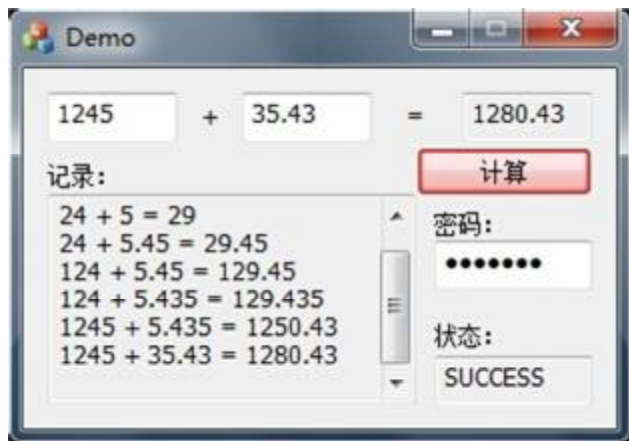 Demo
1245 + 35.43 = 1280.43
计算
记录:
24 + 5 = 29
24 + 5.45 = 29.45
124 + 5.45 = 129.45
124 + 5.435 = 129.435
1245 + 5.435 = 1250.43
1245 + 35.43 = 1280.43
密码:
•••••••
状态:
SUCCESS